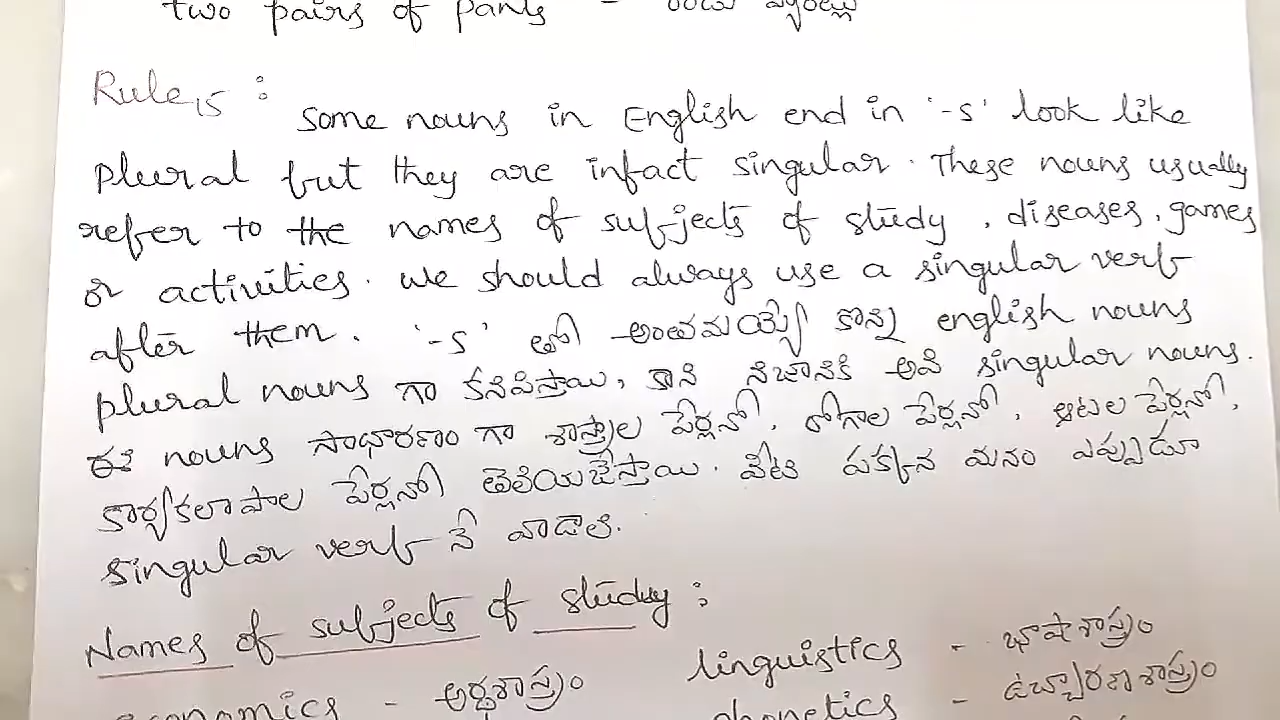 two pairs of pants - రెండు ప్యాంట్లు
Rule 15 :
Some nouns in English end in '-s' look like
plural but they are infact singular. These nouns usually
refer to the names of subjects of study, diseases, games
or activities. We should always use a singular verb
after them. '-s' తో అంతమయ్యే కొన్ని english nouns
plural nouns గా కనిపిస్తాయి, కాని నిజానికి అవి singular nouns.
ఈ nouns సాధారణం గా శాస్త్రాల పేర్లనో, రోగాల పేర్లనో, ఆటల పేర్లనో,
కార్యకలాపాల పేర్లనో తెలియజేస్తాయి. వీటి పక్కన మనం ఎప్పుడూ
singular verb నే వాడాలి.
Names of subjects of study :
economics - అర్థశాస్త్రం
linguistics - భాషాశాస్త్రం
phonetics - ఉచ్చారణశాస్త్రం